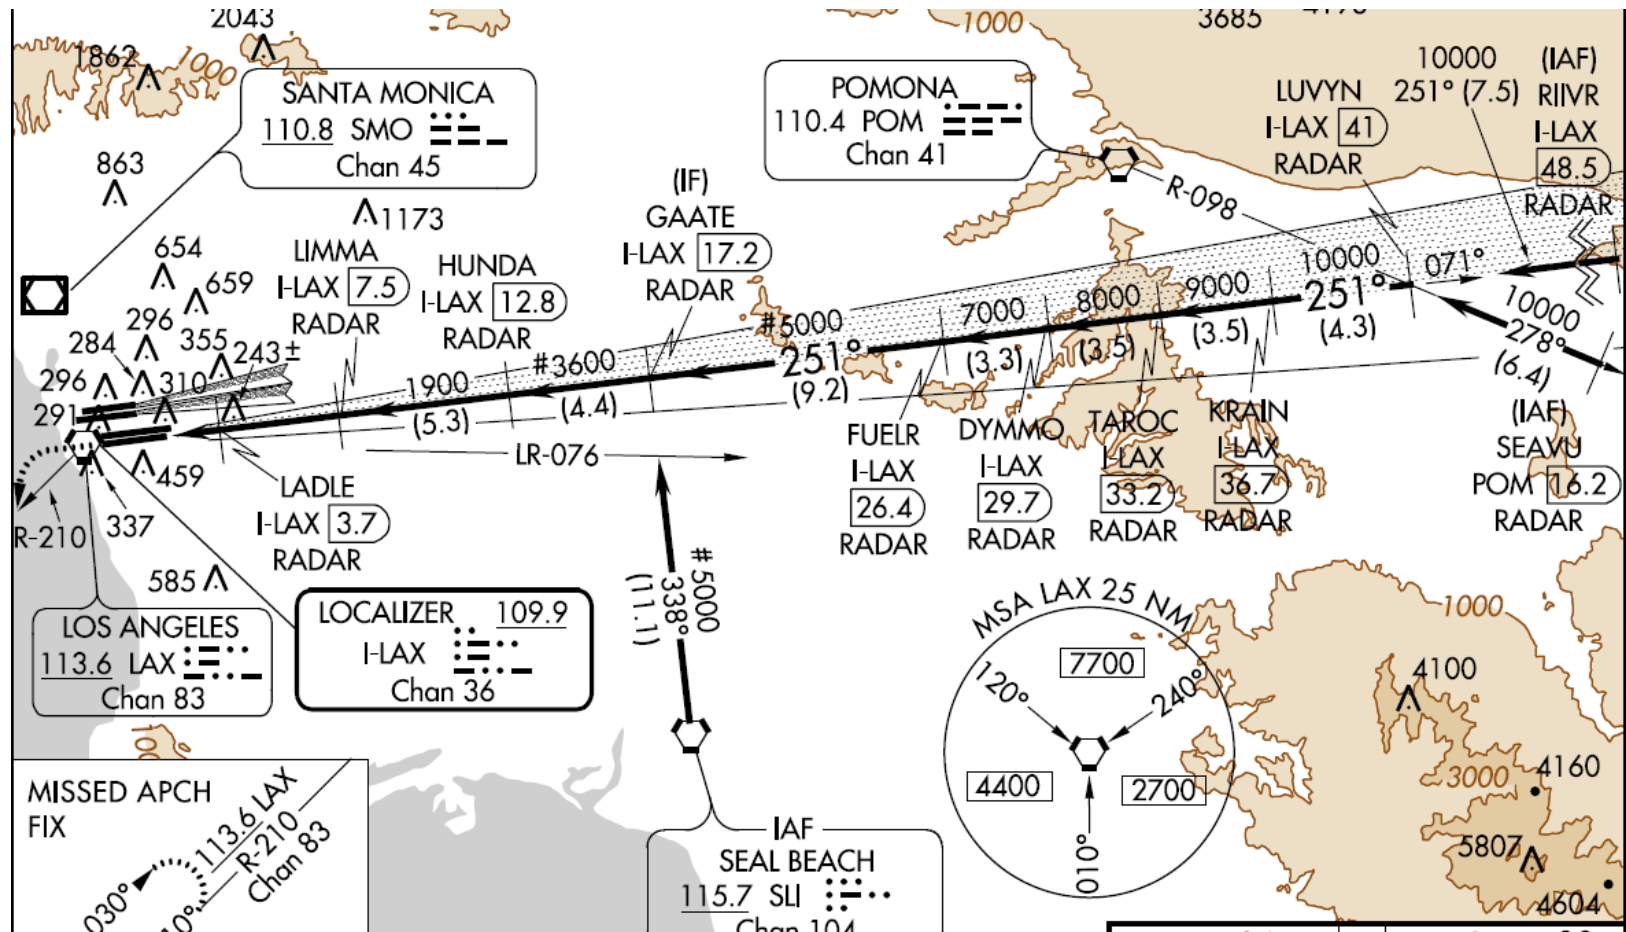 2043
1862
1000
SANTA MONICA
110.8 SMO
Chan 45
863
1173
654
659
296
284
355
243±
296
310
291
459
337
585
R-210
LIMMA
I-LAX 7.5
RADAR
HUNDA
I-LAX 12.8
RADAR
(IF)
GAATE
I-LAX 17.2
RADAR
POMONA
110.4 POM
Chan 41
R-098
1000
3685
LUVYN
I-LAX 41
RADAR
10000
251° (7.5)
(IAF)
RIIVR
I-LAX
48.5
RADAR
1900
(5.3)
#3600
(4.4)
#5000
251°
(9.2)
7000
(3.3)
8000
(3.5)
9000
(3.5)
10000
251°
(4.3)
071°
10000
278°
(6.4)
LR-076
LADLE
I-LAX 3.7
RADAR
FUELR
I-LAX
26.4
RADAR
DYMMO
I-LAX
29.7
RADAR
TAROC
I-LAX
33.2
RADAR
KRAIN
I-LAX
36.7
RADAR
(IAF)
SEAVU
POM 16.2
RADAR
LOS ANGELES
113.6 LAX
Chan 83
LOCALIZER 109.9
I-LAX
Chan 36
#5000
338°
(11.1)
IAF
SEAL BEACH
115.7 SLI
Chan 104
MSA LAX 25 NM
7700
120°
240°
4400
2700
010°
1000
4100
3000
4160
5807
4604
MISSED APCH
FIX
113.6 LAX
R-210
Chan 83
030°